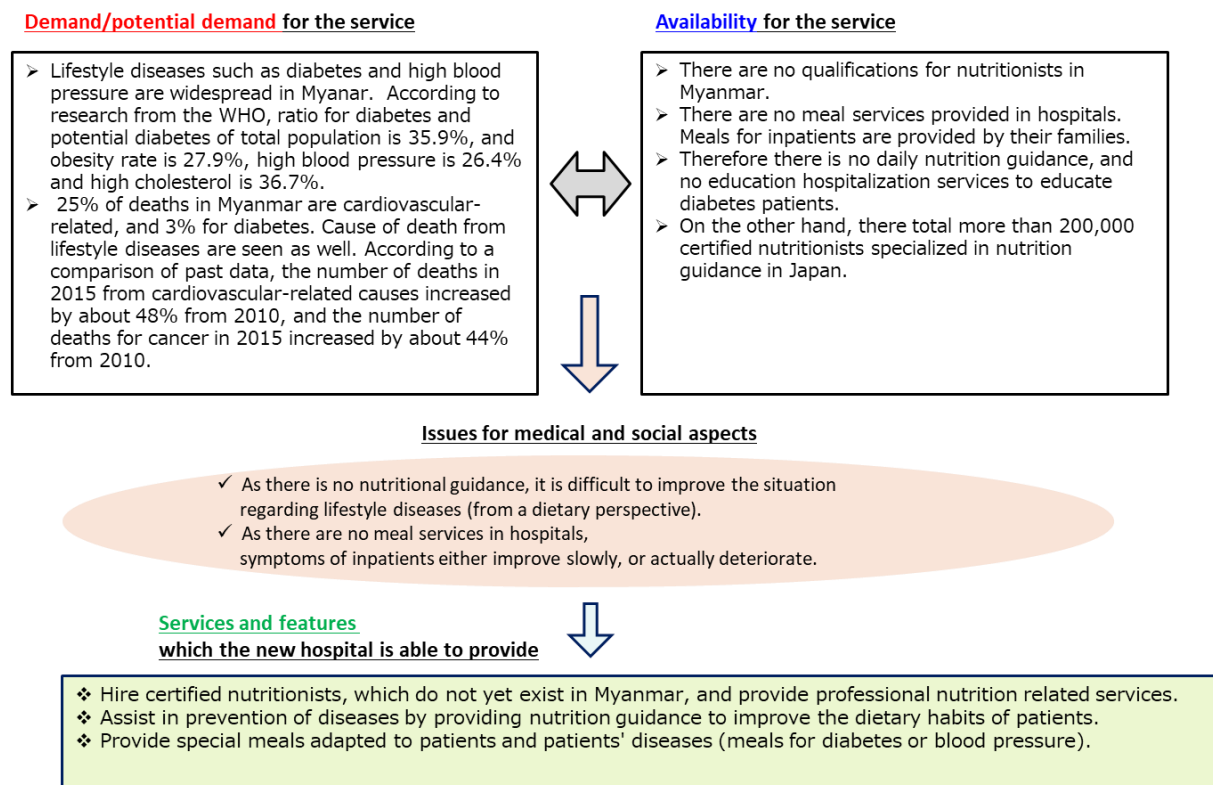 Demand/potential demand for the service
➢ Lifestyle diseases such as diabetes and high blood
pressure are widespread in Myanar. According to
research from the WHO, ratio for diabetes and
potential diabetes of total population is 35.9%, and
obesity rate is 27.9%, high blood pressure is 26.4%
and high cholesterol is 36.7%.
➢ 25% of deaths in Myanmar are cardiovascular-
related, and 3% for diabetes. Cause of death from
lifestyle diseases are seen as well. According to a
comparison of past data, the number of deaths in
2015 from cardiovascular-related causes increased
by about 48% from 2010, and the number of
deaths for cancer in 2015 increased by about 44%
from 2010.
Availability for the service
➢ There are no qualifications for nutritionists in
Myanmar.
➢ There are no meal services provided in hospitals.
Meals for inpatients are provided by their families.
➢ Therefore there is no daily nutrition guidance, and
no education hospitalization services to educate
diabetes patients.
➢ On the other hand, there total more than 200,000
certified nutritionists specialized in nutrition
guidance in Japan.
Issues for medical and social aspects
✓ As there is no nutritional guidance, it is difficult to improve the situation
regarding lifestyle diseases (from a dietary perspective).
✓ As there are no meal services in hospitals,
symptoms of inpatients either improve slowly, or actually deteriorate.
Services and features
which the new hospital is able to provide
❖ Hire certified nutritionists, which do not yet exist in Myanmar, and provide professional nutrition related services.
❖ Assist in prevention of diseases by providing nutrition guidance to improve the dietary habits of patients.
❖ Provide special meals adapted to patients and patients' diseases (meals for diabetes or blood pressure).